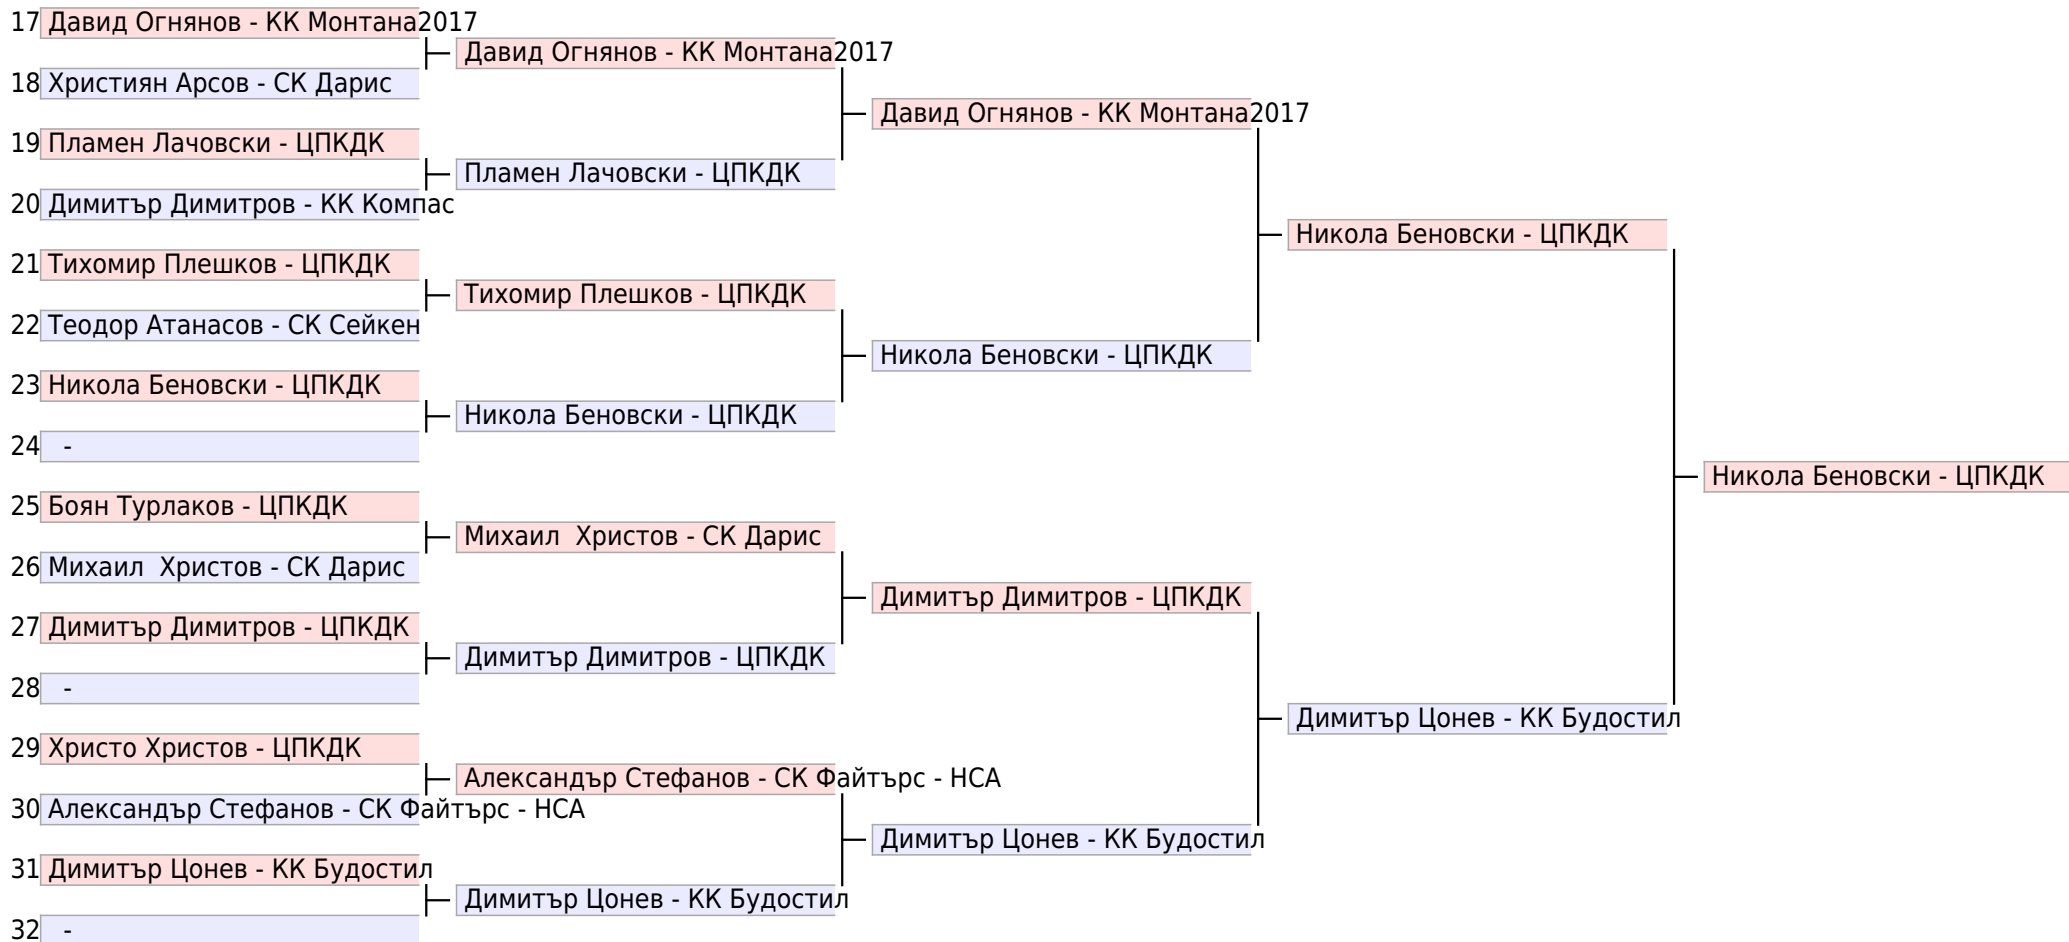 17 Давид Огнянов - КК Монтана2017
18 Християн Арсов - СК Дарис
19 Пламен Лачовски - ЦПКДК
20 Димитър Димитров - КК Компас
21 Тихомир Плешков - ЦПКДК
22 Теодор Атанасов - СК Сейкен
23 Никола Беновски - ЦПКДК
24 -
25 Боян Турлаков - ЦПКДК
26 Михаил  Христов - СК Дарис
27 Димитър Димитров - ЦПКДК
28 -
29 Христо Христов - ЦПКДК
30 Александър Стефанов - СК Файтърс - НСА
31 Димитър Цонев - КК Будостил
32 -
Давид Огнянов - КК Монтана2017
Пламен Лачовски - ЦПКДК
Тихомир Плешков - ЦПКДК
Никола Беновски - ЦПКДК
Михаил  Христов - СК Дарис
Димитър Димитров - ЦПКДК
Александър Стефанов - СК Файтърс - НСА
Димитър Цонев - КК Будостил
Давид Огнянов - КК Монтана2017
Никола Беновски - ЦПКДК
Димитър Димитров - ЦПКДК
Димитър Цонев - КК Будостил
Никола Беновски - ЦПКДК
Димитър Цонев - КК Будостил
Никола Беновски - ЦПКДК